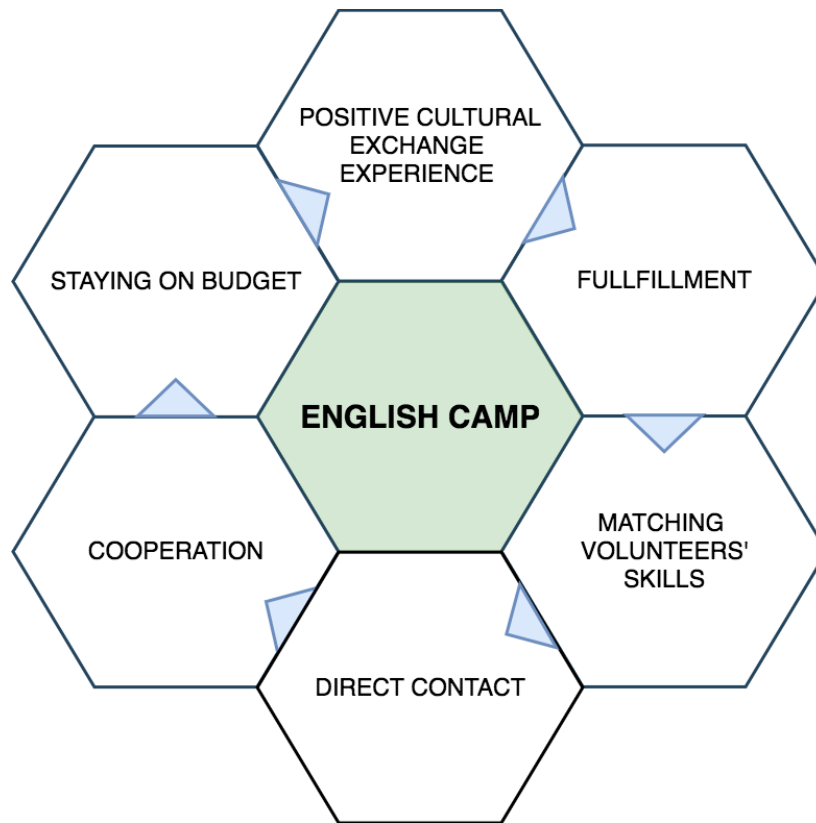 POSITIVE CULTURAL
EXCHANGE
EXPERIENCE
STAYING ON BUDGET
FULLFILLMENT
ENGLISH CAMP
COOPERATION
MATCHING
VOLUNTEERS'
SKILLS
DIRECT CONTACT